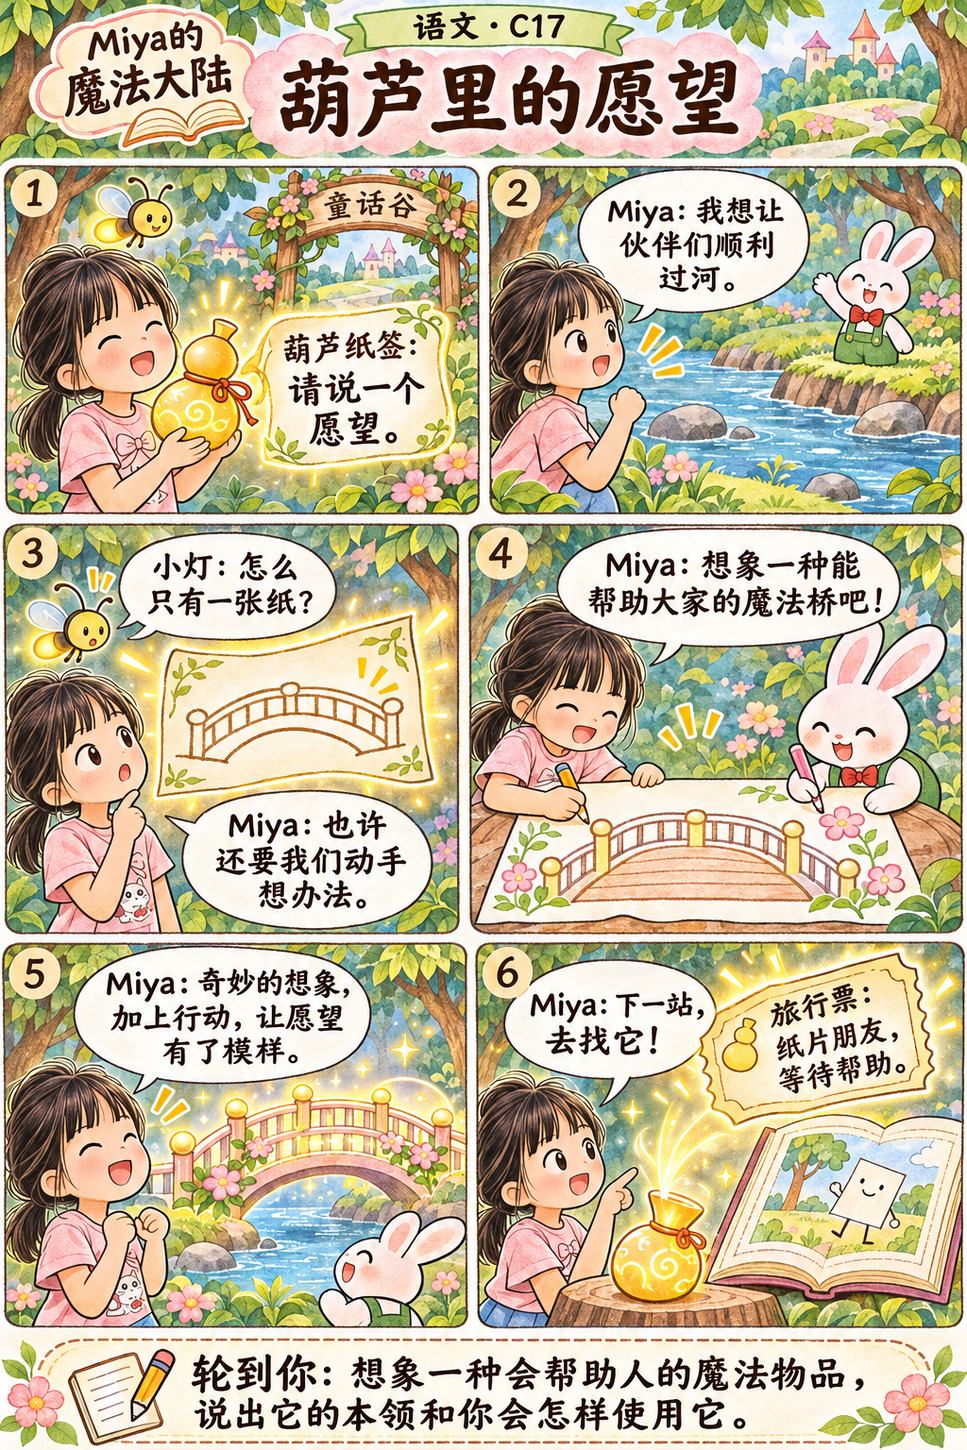 Miya的
魔法大陆
语文·C17
葫芦里的愿望
1
童话谷
葫芦纸签：
请说一个
愿望。
2
Miya：我想让
伙伴们顺利
过河。
3
小灯：怎么
只有一张纸？
Miya：也许
还要我们动手
想办法。
4
Miya：想象一种能
帮助大家的魔法桥吧！
5
Miya：奇妙的想象，
加上行动，让愿望
有了模样。
6
Miya：下一站，
去找它！
旅行票：
纸片朋友，
等待帮助。
轮到你：想象一种会帮助人的魔法物品，
说出它的本领和你会怎样使用它。